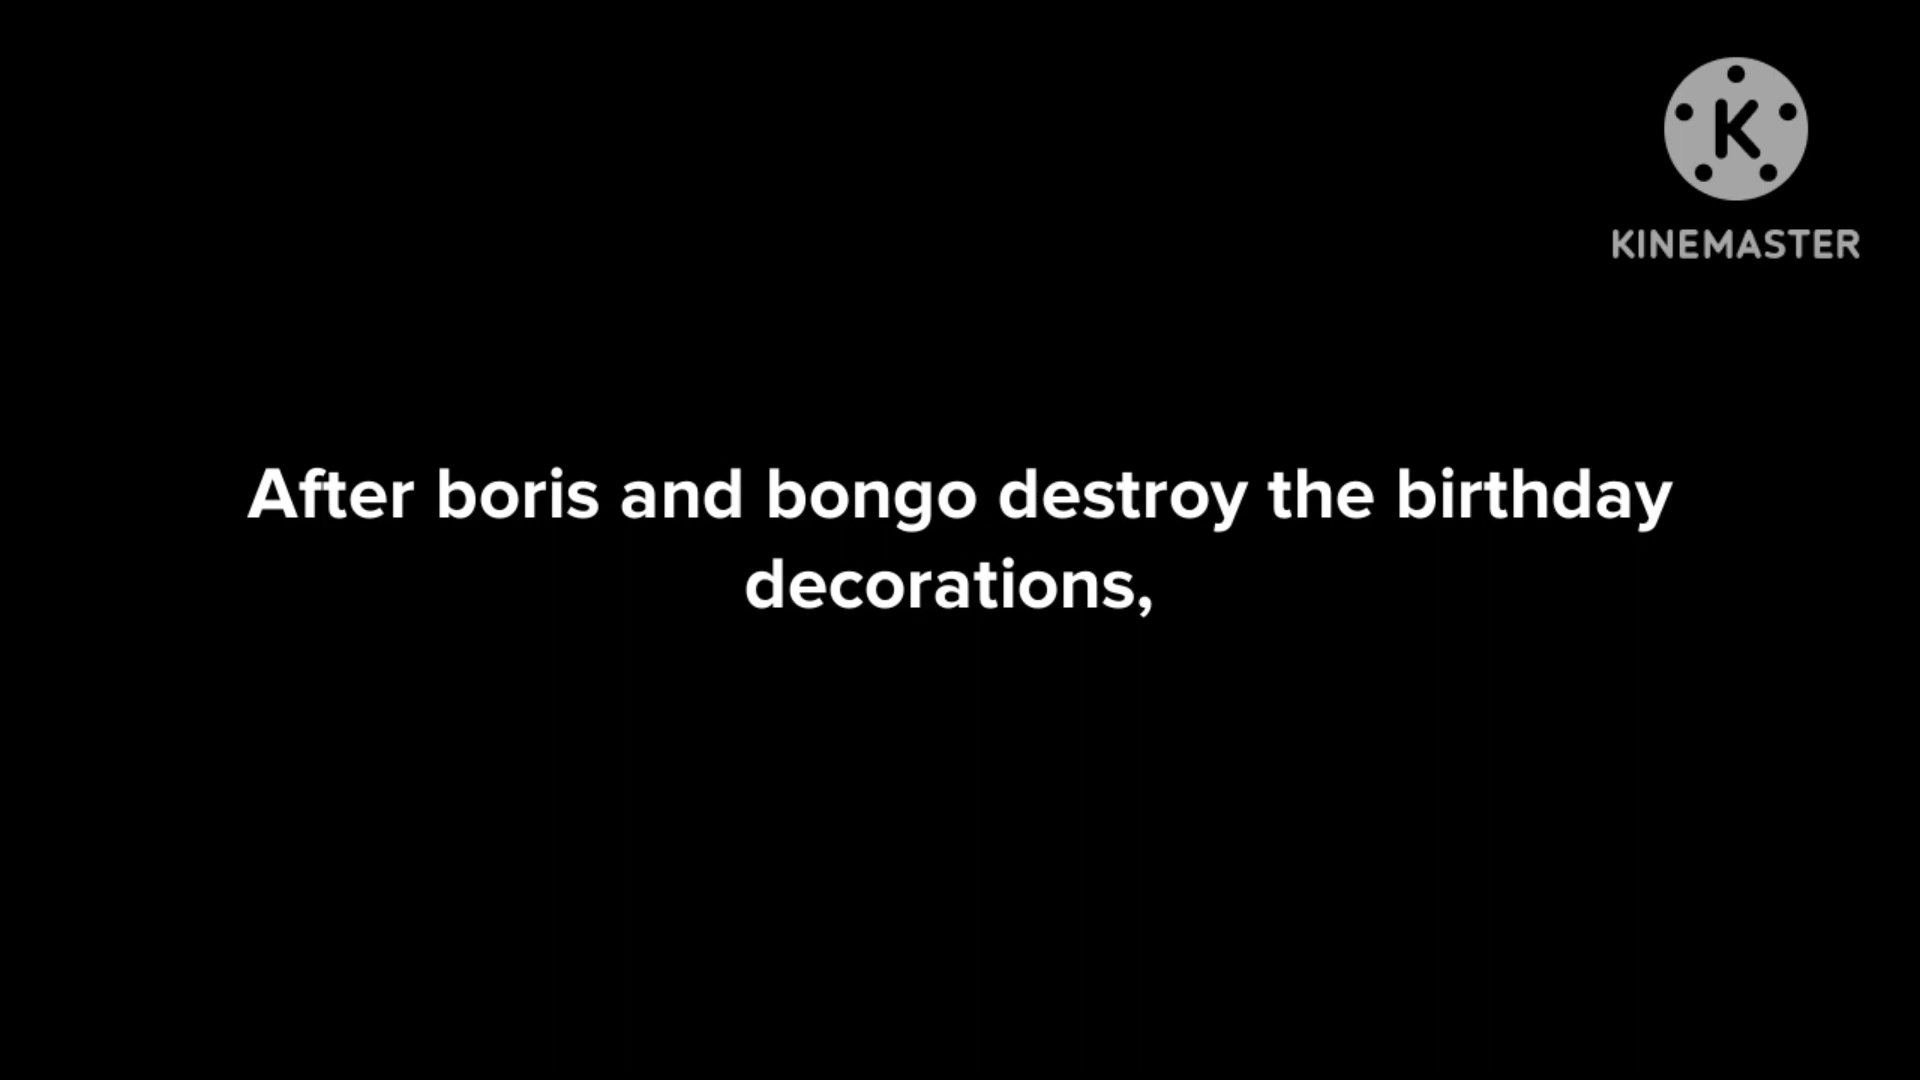 K
KINEMASTER
After boris and bongo destroy the birthday
decorations,